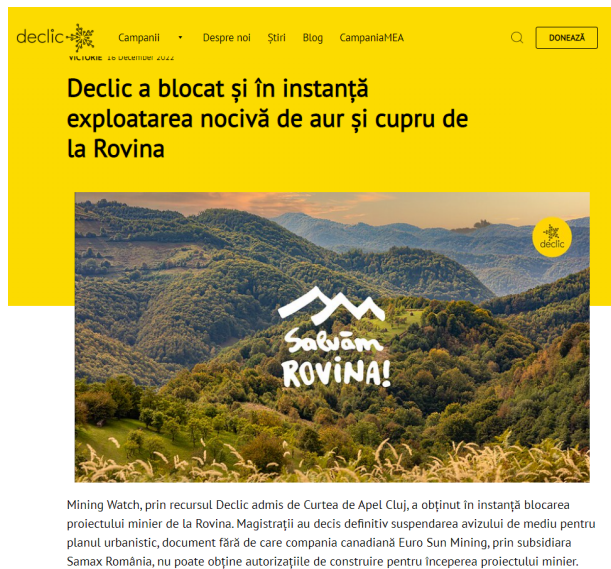 declic
Campanii
Despre noi
Știri
Blog
CampaniaMEA
DONEAZĂ
VICTORIE 16 December 2022
Declic a blocat și în instanță
exploatarea nocivă de aur și cupru de
la Rovina
declic
Salvăm
ROVINA!
Mining Watch, prin recursul Declic admis de Curtea de Apel Cluj, a obținut în instanță blocarea
proiectului minier de la Rovina. Magistrații au decis definitiv suspendarea avizului de mediu pentru
planul urbanistic, document fără de care compania canadiană Euro Sun Mining, prin subsidiara
Samax România, nu poate obține autorizațiile de construire pentru începerea proiectului minier.